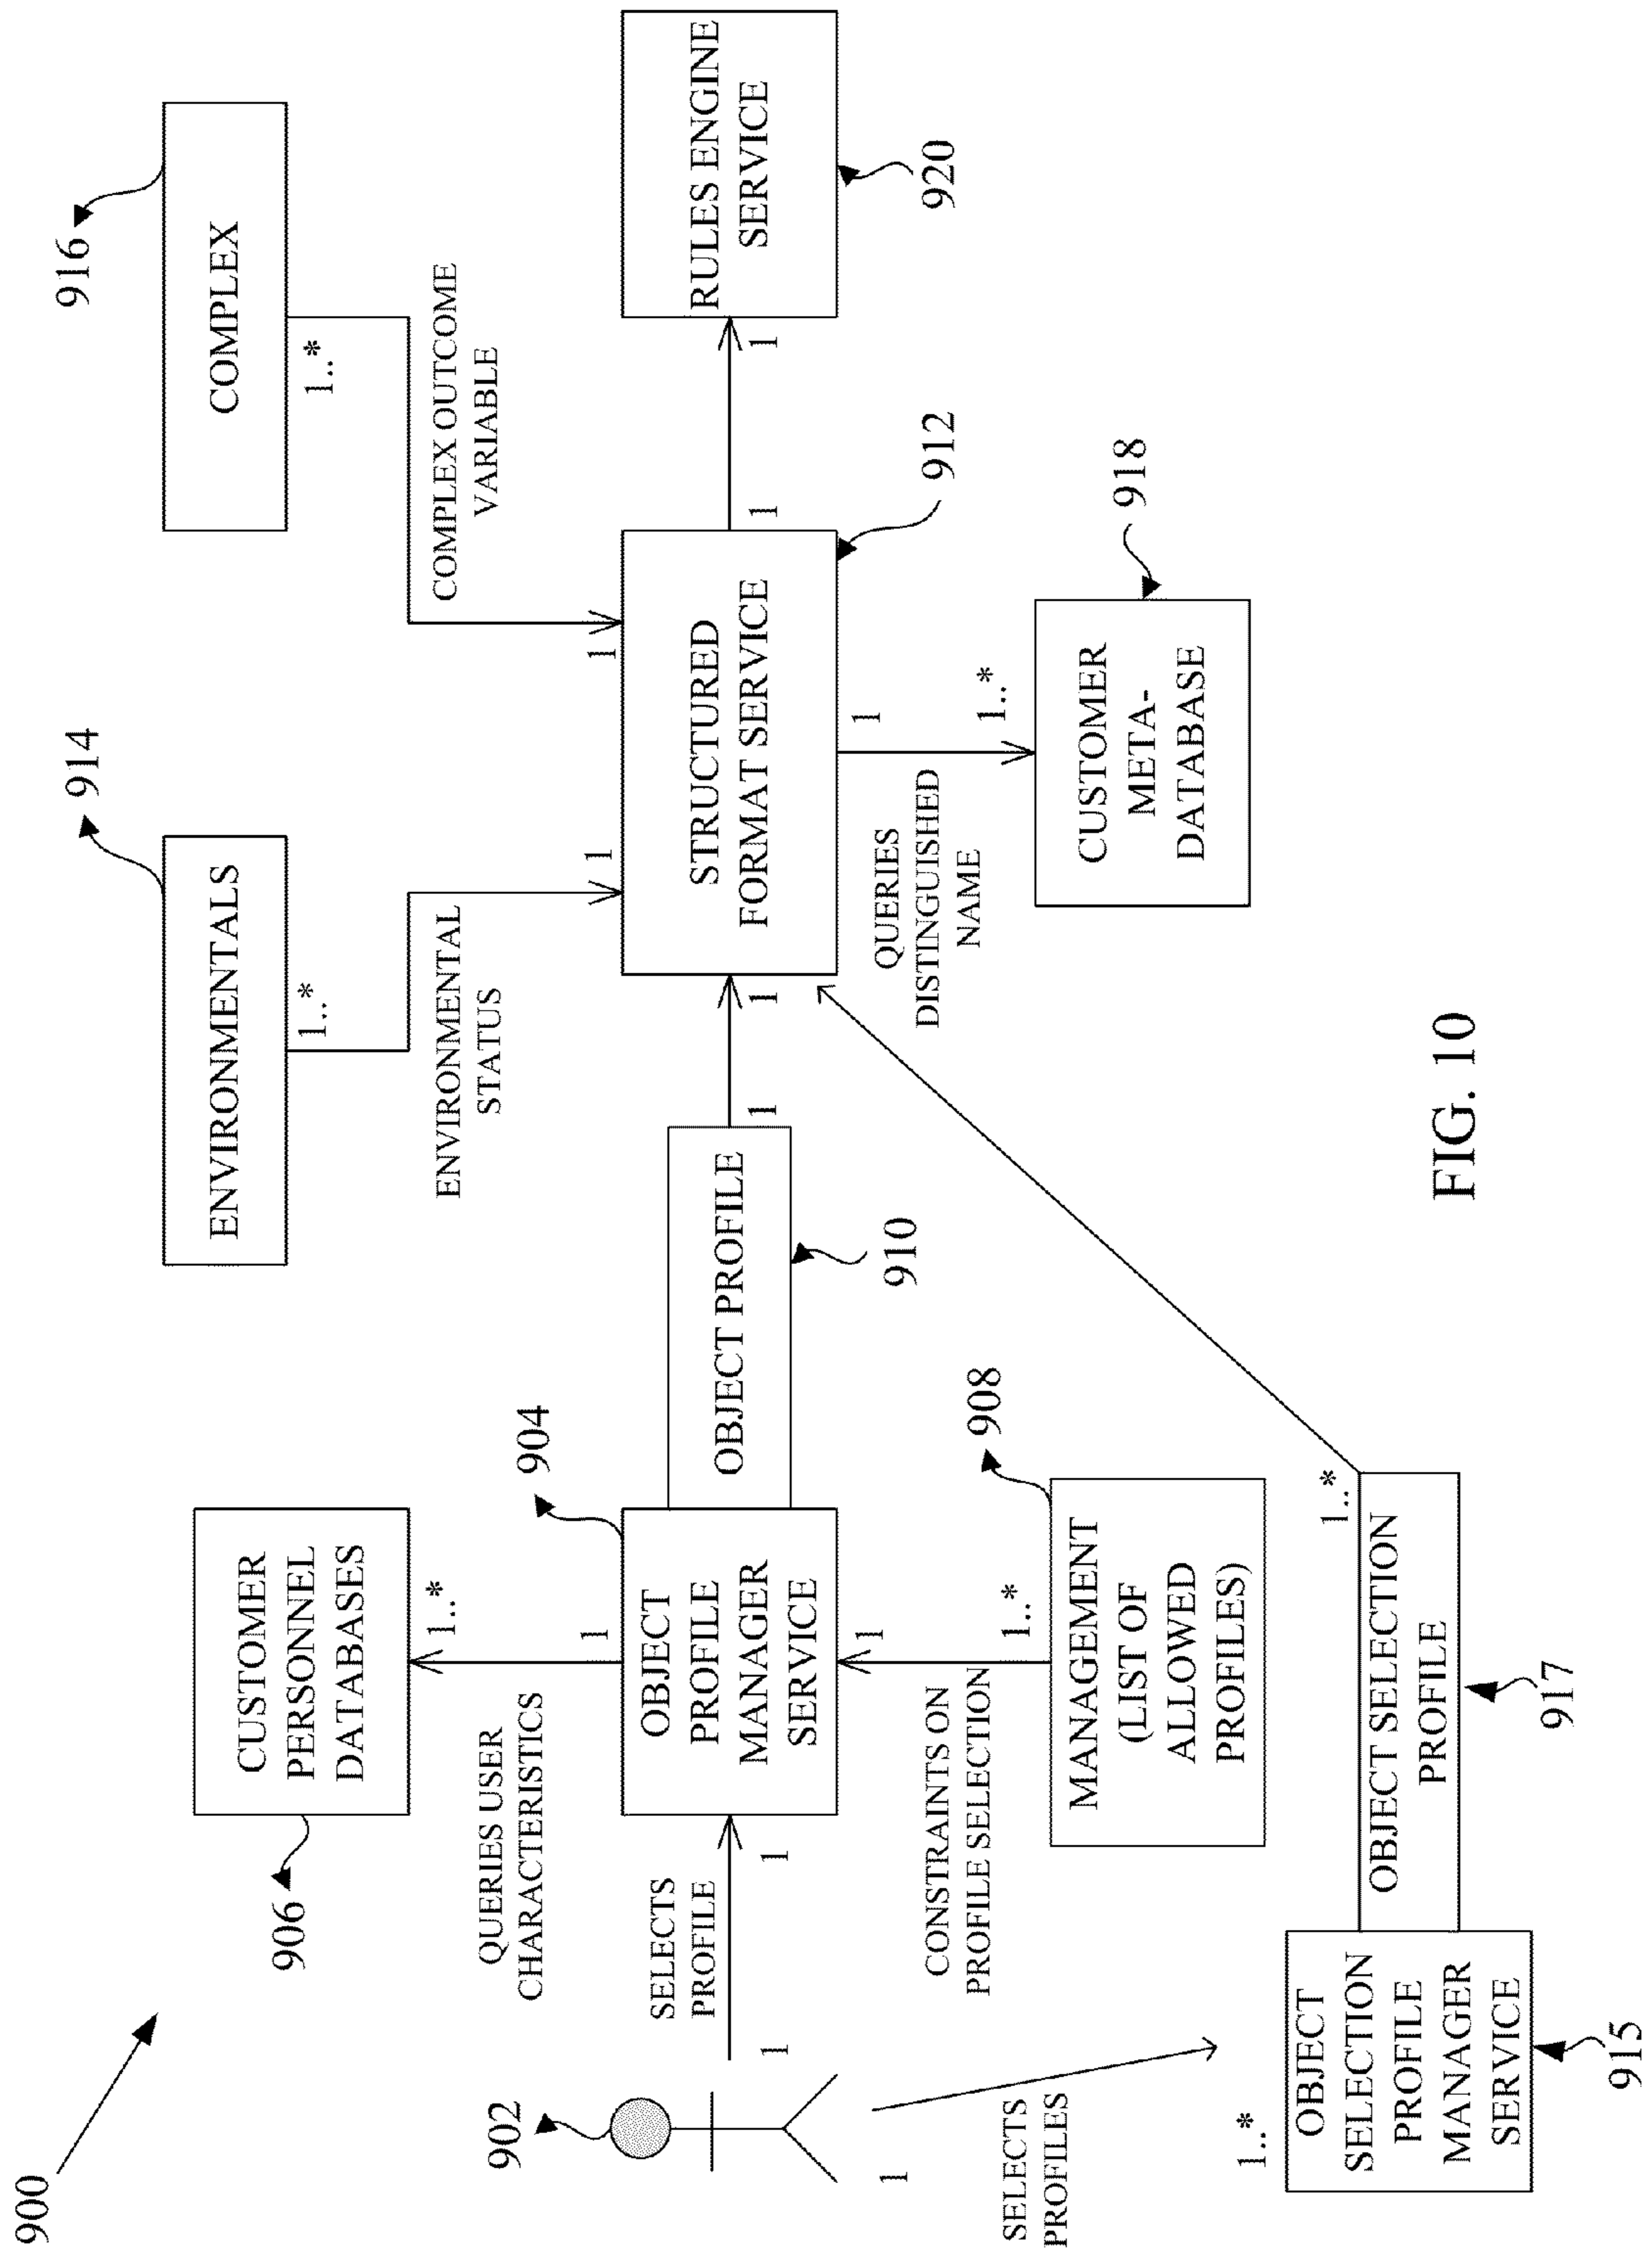 900
916
COMPLEX
1..*
COMPLEX OUTCOME
VARIABLE
914
ENVIRONMENTALS
1..*
ENVIRONMENTAL
STATUS
906
CUSTOMER
PERSONNEL
DATABASES
1..*
QUERIES USER
CHARACTERISTICS
1
904
902
SELECTS
PROFILE
1
1
OBJECT
PROFILE
MANAGER
SERVICE
OBJECT PROFILE
910
1
1
1
1
STRUCTURED
FORMAT SERVICE
912
1
1
RULES ENGINE
SERVICE
920
1
CONSTRAINTS ON
PROFILE SELECTION
1..*
908
MANAGEMENT
(LIST OF
ALLOWED
PROFILES)
QUERIES
DISTINGUISHED
NAME
1
1..*
918
CUSTOMER
META-
DATABASE
1
SELECTS
PROFILES
1..*
OBJECT
SELECTION
PROFILE
MANAGER
SERVICE
915
OBJECT SELECTION
PROFILE
1..*
917
FIG. 10